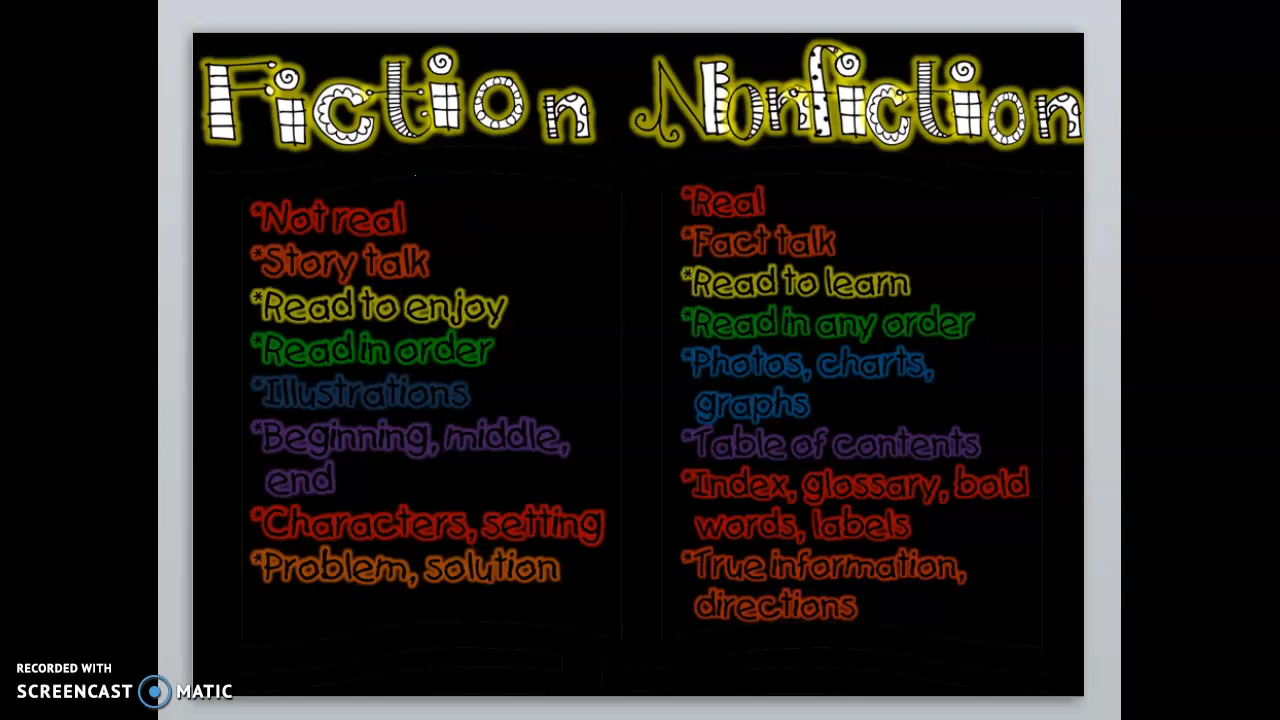 Fiction
*Not real
*Story talk
*Read to enjoy
*Read in order
*Illustrations
*Beginning, middle,
end
*Characters, setting
*Problem, solution
Nonfiction
*Real
*Fact talk
*Read to learn
*Read in any order
*Photos, charts,
graphs
*Table of contents
*Index, glossary, bold
words, labels
*True information,
directions
RECORDED WITH
SCREENCAST MATIC